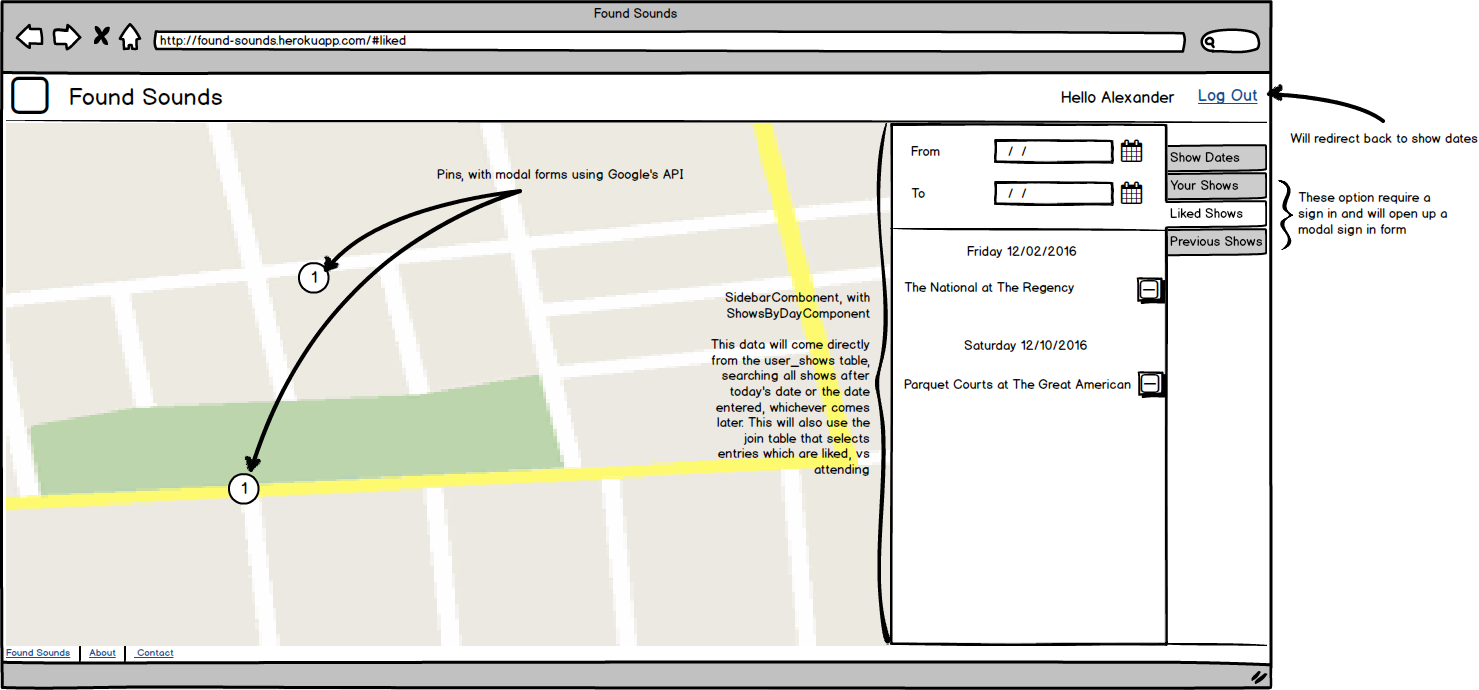 Found Sounds
http://found-sounds.herokuapp.com/#liked
Found Sounds
Hello Alexander
Log Out
Will redirect back to show dates
Pins, with modal forms using Google's API
1
1
SidebarCombonent, with
ShowsByDayComponent
This data will come directly
from the user_shows table,
searching all shows after
today's date or the date
entered, whichever comes
later. This will also use the
join table that selects
entries which are liked, vs
attending
From
/ /
To
/ /
Friday 12/02/2016
The National at The Regency
Saturday 12/10/2016
Parquet Courts at The Great American
Show Dates
Your Shows
Liked Shows
Previous Shows
These option require a
sign in and will open up a
modal sign in form
Found Sounds
About
Contact